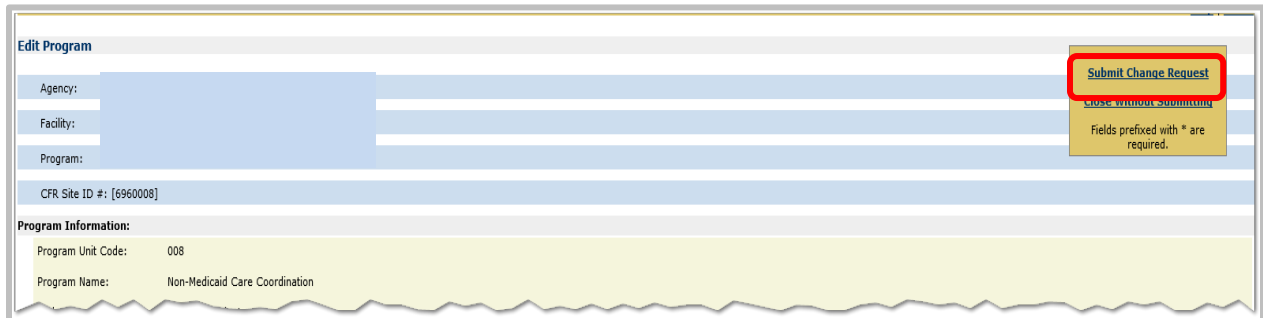 Edit Program
Submit Change Request
Close Without Submitting
Fields prefixed with * are
required.
Agency:
Facility:
Program:
CFR Site ID #: [6960008]
Program Information:
Program Unit Code: 008
Program Name: Non-Medicaid Care Coordination